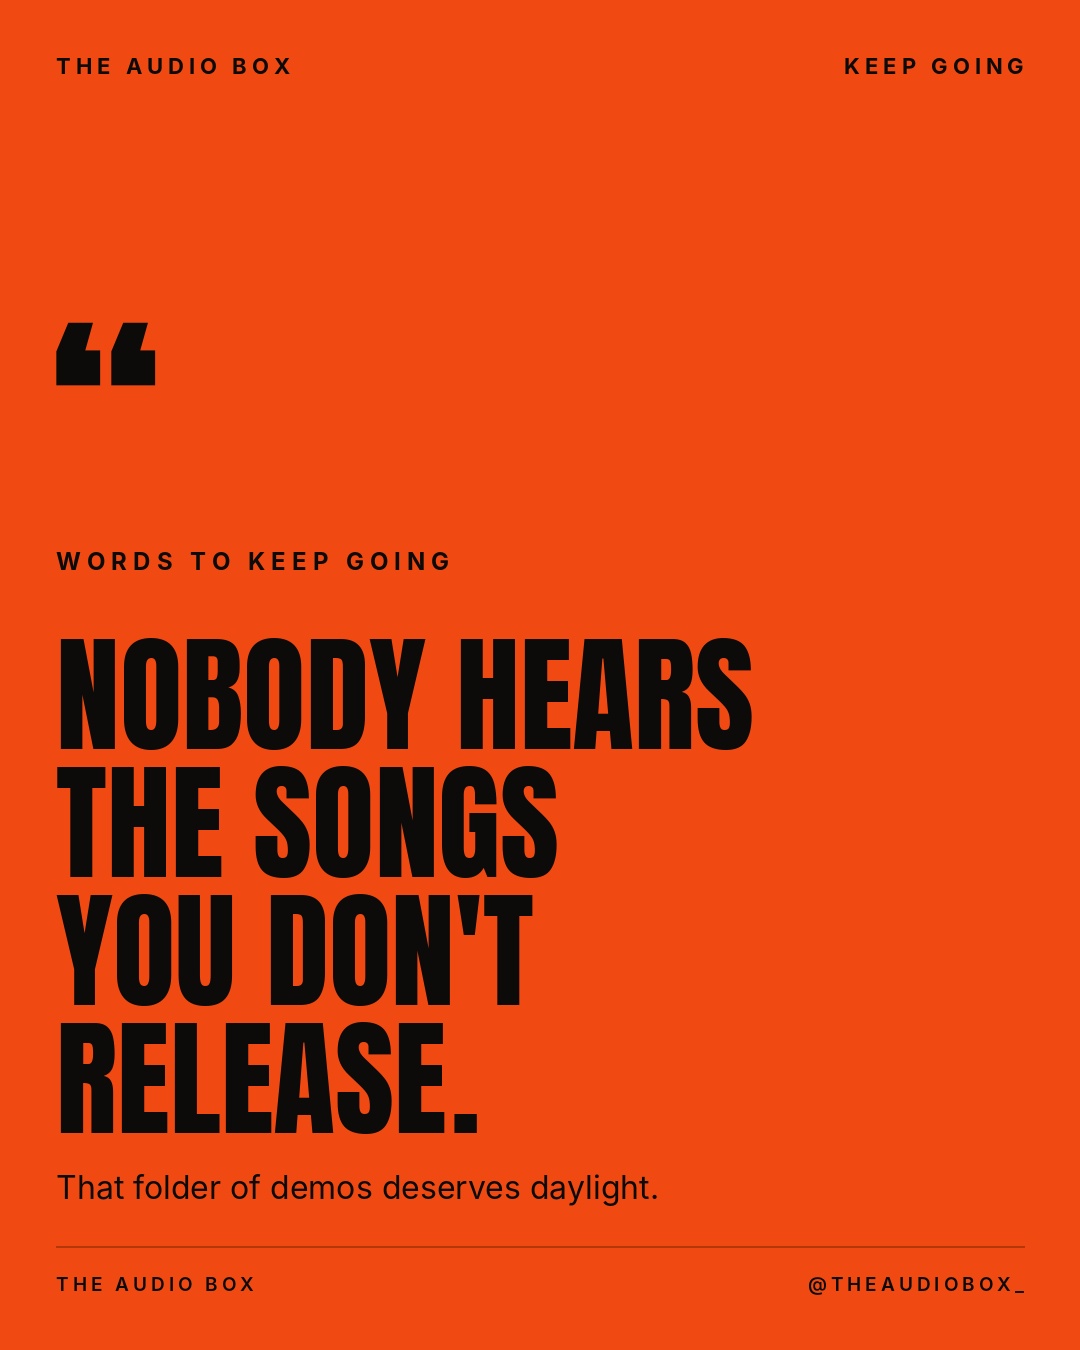 THE AUDIO BOX
KEEP GOING
“
WORDS TO KEEP GOING
NOBODY HEARS
THE SONGS
YOU DON'T
RELEASE.
That folder of demos deserves daylight.
THE AUDIO BOX
@THEAUDIOBOX_